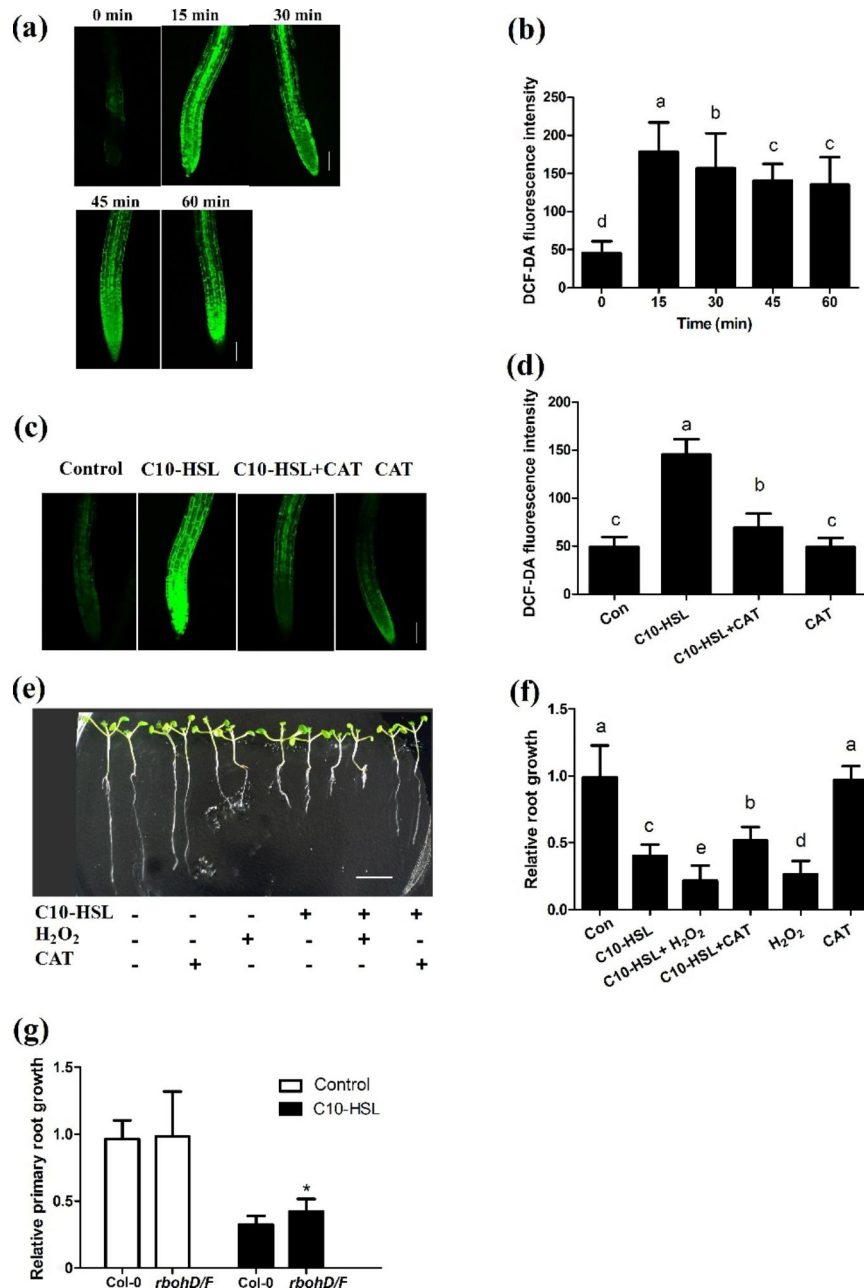 (a)
0 min 15 min 30 min
45 min 60 min
(b)
DCF-DA fluorescence intensity
250
200
150
100
50
0
d a b c c
0 15 30 45 60
Time (min)
(c)
Control C10-HSL C10-HSL+CAT CAT
(d)
DCF-DA fluorescence intensity
200
150
100
50
0
c a b c
Con C10-HSL C10-HSL+CAT CAT
(e)
C10-HSL - - - + + +
H₂O₂ - - + - + -
CAT - + - - - +
(f)
Relative root growth
1.5
1.0
0.5
0.0
a c e b d a
Con C10-HSL C10-HSL+ H₂O₂ C10-HSL+CAT H₂O₂ CAT
(g)
Relative primary root growth
1.5
1.0
0.5
0
Control
C10-HSL
*
Col-0 rbohD/F Col-0 rbohD/F